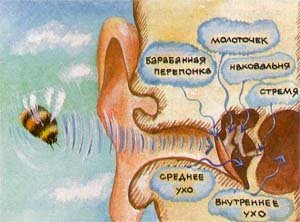 МОЛОТОЧЕК
БАРАБАННАЯ
ПЕРЕПОНКА
НАКОВАЛЬНЯ
СТРЕМЯ
СРЕДНЕЕ
УХО
ВНУТРЕННЕЕ
УХО